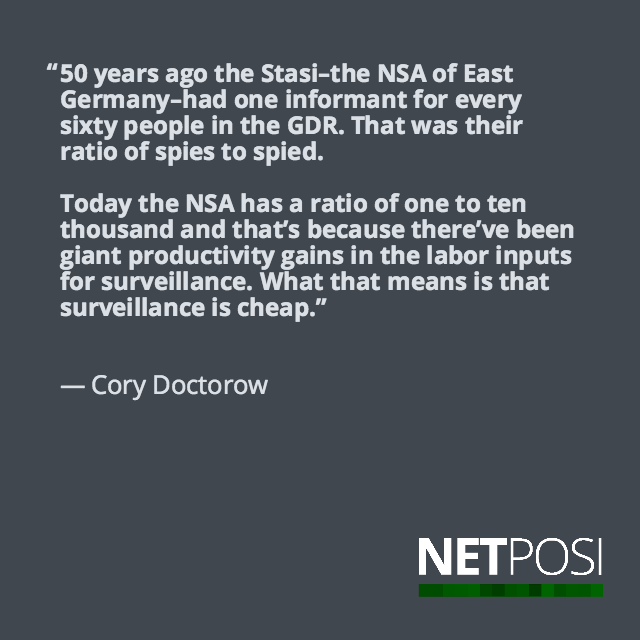 “50 years ago the Stasi–the NSA of East
Germany–had one informant for every
sixty people in the GDR. That was their
ratio of spies to spied.
Today the NSA has a ratio of one to ten
thousand and that’s because there’ve been
giant productivity gains in the labor inputs
for surveillance. What that means is that
surveillance is cheap.”
— Cory Doctorow
NETPOSI